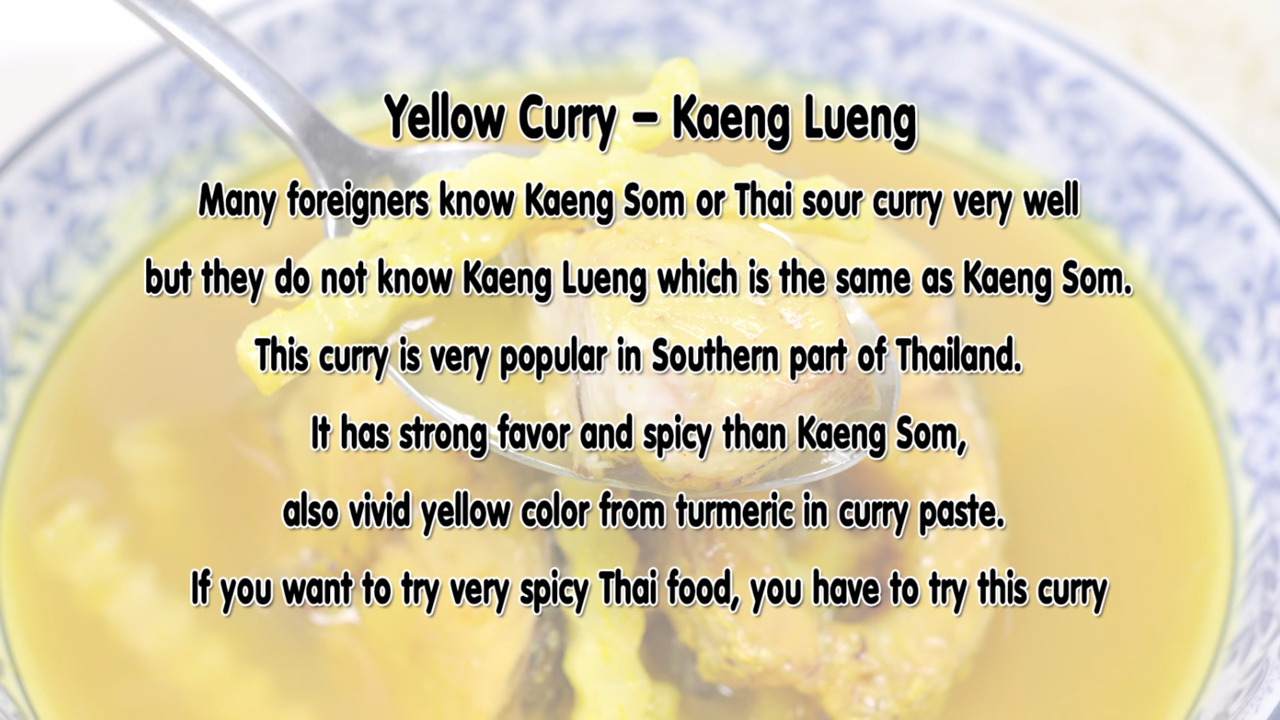 Yellow Curry – Kaeng Lueng
Many foreigners know Kaeng Som or Thai sour curry very well
but they do not know Kaeng Lueng which is the same as Kaeng Som.
This curry is very popular in Southern part of Thailand.
It has strong favor and spicy than Kaeng Som,
also vivid yellow color from turmeric in curry paste.
If you want to try very spicy Thai food, you have to try this curry